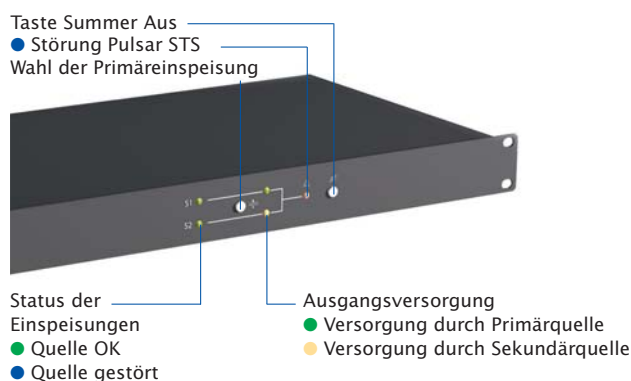 Taste Summer Aus
Störung Pulsar STS
Wahl der Primäreinspeisung
S1
S2
Status der
Einspeisungen
Quelle OK
Quelle gestört
Ausgangsversorgung
Versorgung durch Primärquelle
Versorgung durch Sekundärquelle